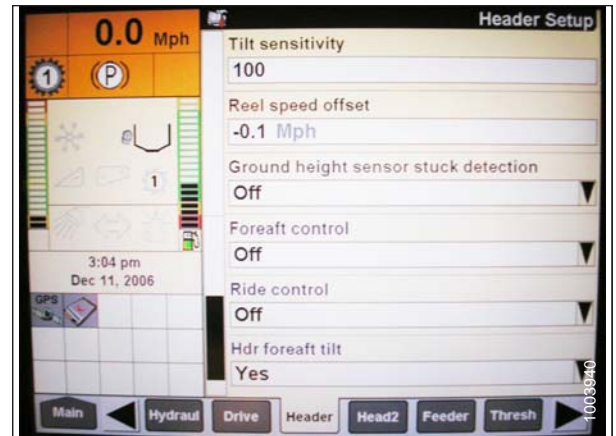 0.0 Mph
Header Setup
1
(P)
Tilt sensitivity
100
Reel speed offset
-0.1 Mph
Ground height sensor stuck detection
Off
1
Foreaft control
Off
3:04 pm
Dec 11, 2006
Ride control
Off
GPS
Hdr foreaft tilt
Yes
Main
Hydraul
Drive
Header
Head2
Feeder
Thresh
1003940